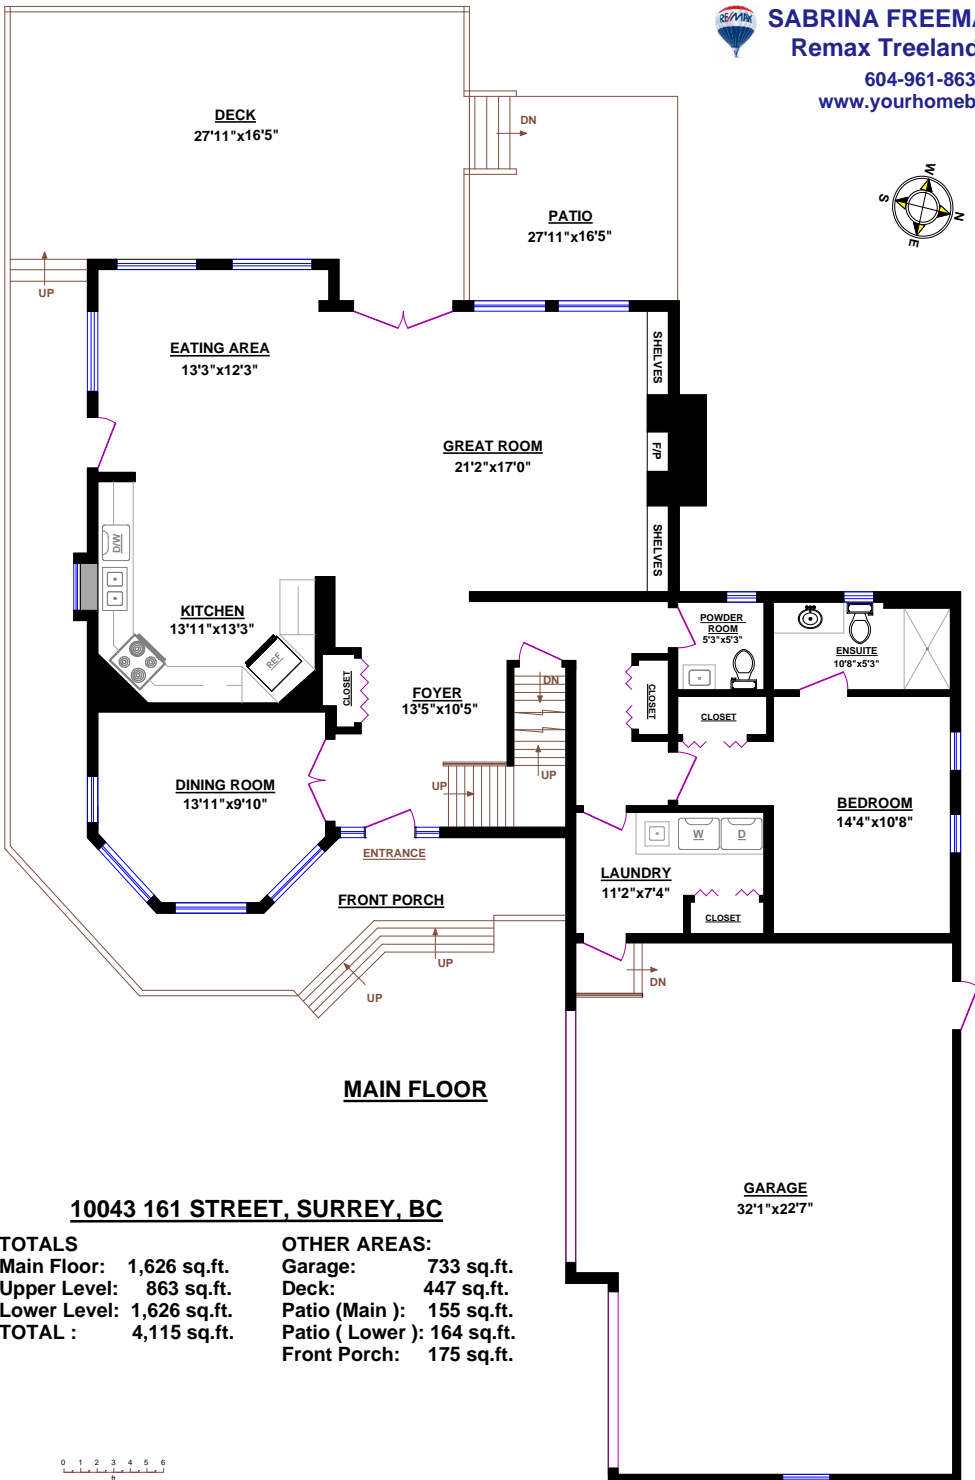 SABRINA FREEMA
Remax Treeland
604-961-863
www.yourhomeb
RE/MAX
W
N
S
E
DECK
27'11"x16'5"
DN
PATIO
27'11"x16'5"
UP
EATING AREA
13'3"x12'3"
SHELVES
GREAT ROOM
21'2"x17'0"
F/P
SHELVES
D/W
KITCHEN
13'11"x13'3"
REF
POWDER
ROOM
5'3"x5'3"
ENSUITE
10'8"x5'3"
CLOSET
FOYER
13'5"x10'5"
DN
CLOSET
CLOSET
UP
UP
DINING ROOM
13'11"x9'10"
BEDROOM
14'4"x10'8"
W
D
ENTRANCE
LAUNDRY
11'2"x7'4"
FRONT PORCH
CLOSET
UP
UP
DN
MAIN FLOOR
GARAGE
32'1"x22'7"
10043 161 STREET, SURREY, BC
TOTALS
Main Floor: 1,626 sq.ft.
Upper Level: 863 sq.ft.
Lower Level: 1,626 sq.ft.
TOTAL : 4,115 sq.ft.
OTHER AREAS:
Garage: 733 sq.ft.
Deck: 447 sq.ft.
Patio (Main ): 155 sq.ft.
Patio ( Lower ): 164 sq.ft.
Front Porch: 175 sq.ft.
0 1 2 3 4 5 6
ft